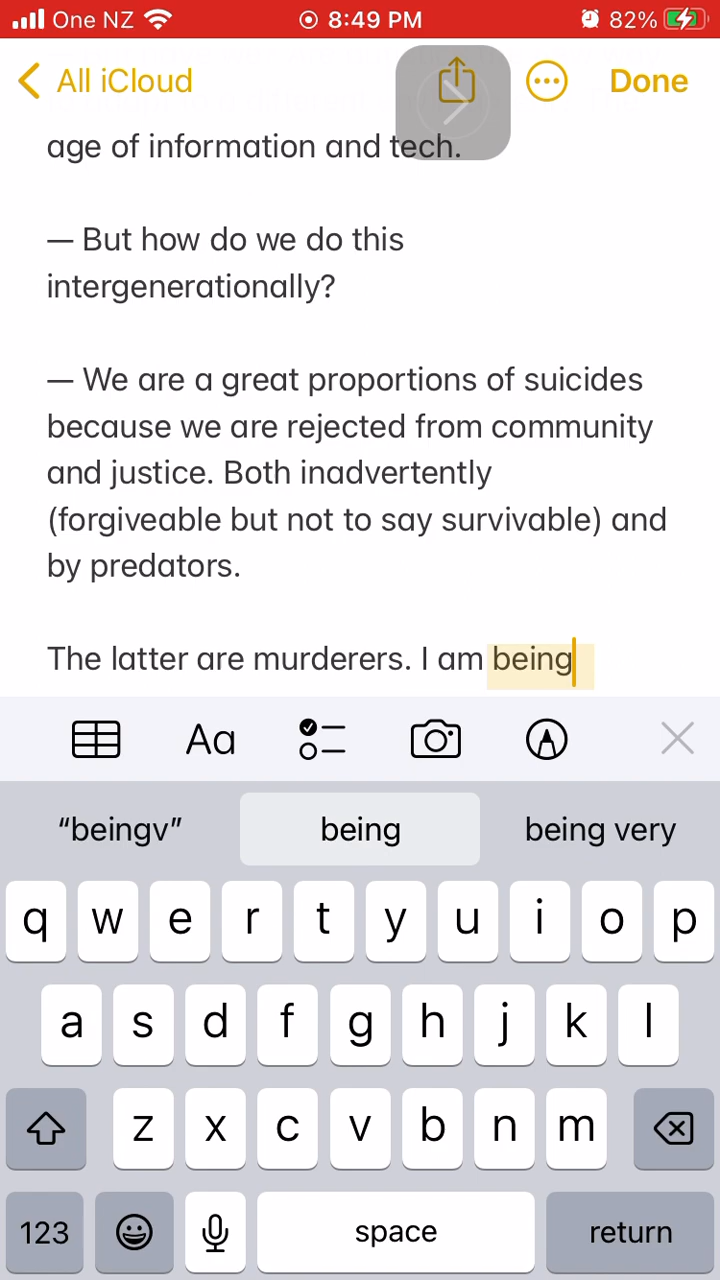 One NZ 8:49 PM 82%
All iCloud Done
age of information and tech.
— But how do we do this
intergenerationally?
— We are a great proportions of suicides
because we are rejected from community
and justice. Both inadvertently
(forgiveable but not to say survivable) and
by predators.
The latter are murderers. I am being
Aa
“beingv” being being very
q w e r t y u i o p
a s d f g h j k l
z x c v b n m
123 space return